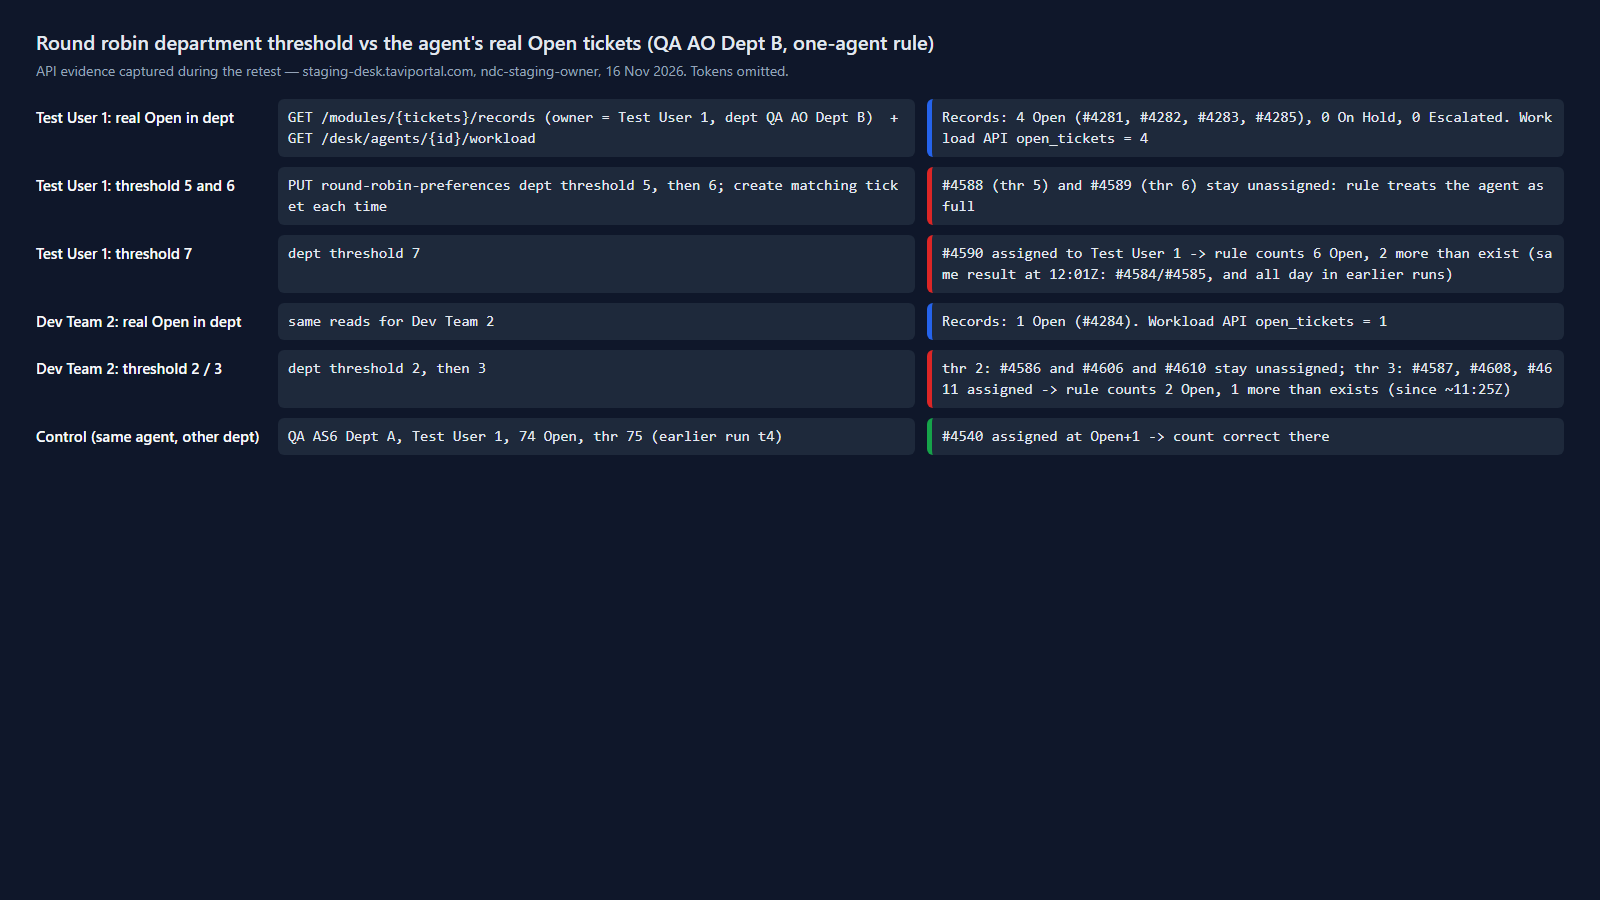 Round robin department threshold vs the agent's real Open tickets (QA AO Dept B, one-agent rule)
API evidence captured during the retest — staging-desk.taviportal.com, ndc-staging-owner, 16 Nov 2026. Tokens omitted.
Test User 1: real Open in dept
GET /modules/{tickets}/records (owner = Test User 1, dept QA AO Dept B)  +
GET /desk/agents/{id}/workload
Records: 4 Open (#4281, #4282, #4283, #4285), 0 On Hold, 0 Escalated. Work
load API open_tickets = 4
Test User 1: threshold 5 and 6
PUT round-robin-preferences dept threshold 5, then 6; create matching tick
et each time
#4588 (thr 5) and #4589 (thr 6) stay unassigned: rule treats the agent as
full
Test User 1: threshold 7
dept threshold 7
#4590 assigned to Test User 1 -> rule counts 6 Open, 2 more than exist (sa
me result at 12:01Z: #4584/#4585, and all day in earlier runs)
Dev Team 2: real Open in dept
same reads for Dev Team 2
Records: 1 Open (#4284). Workload API open_tickets = 1
Dev Team 2: threshold 2 / 3
dept threshold 2, then 3
thr 2: #4586 and #4606 and #4610 stay unassigned; thr 3: #4587, #4608, #46
11 assigned -> rule counts 2 Open, 1 more than exists (since ~11:25Z)
Control (same agent, other dept)
QA AS6 Dept A, Test User 1, 74 Open, thr 75 (earlier run t4)
#4540 assigned at Open+1 -> count correct there